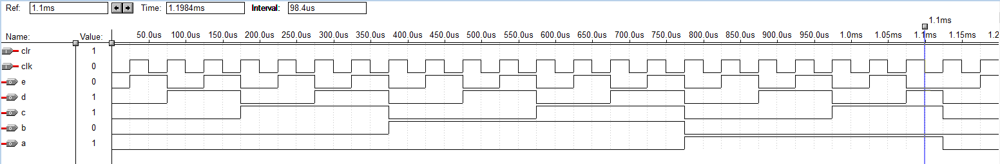 Ref: 1.1ms Time: 1.1984ms Interval: 98.4us
1.1ms
Name: Value: 50.0us 100.0us 150.0us 200.0us 250.0us 300.0us 350.0us 400.0us 450.0us 500.0us 550.0us 600.0us 650.0us 700.0us 750.0us 800.0us 850.0us 900.0us 950.0us 1.0ms 1.05ms 1.1ms 1.15ms 1.2
clr 1
clk 0
e 0
d 1
c 1
b 0
a 1